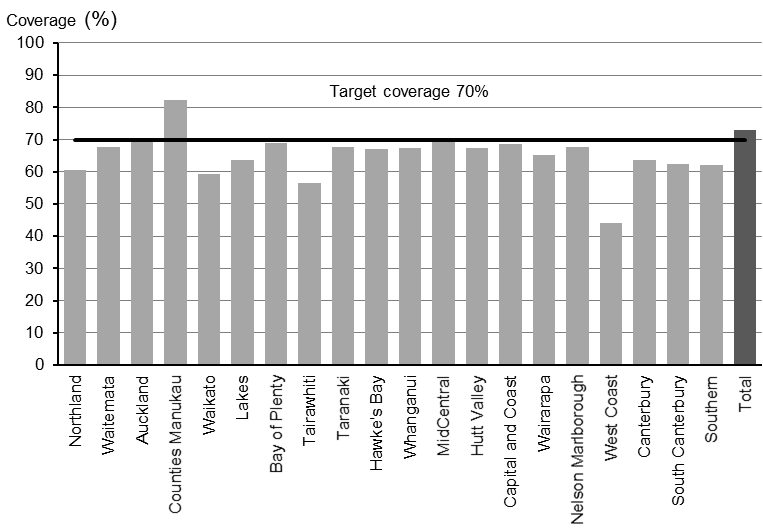 Coverage (%)
100
90
80
70
60
50
40
30
20
10
0
Target coverage 70%
Northland
Waitemata
Auckland
Counties Manukau
Waikato
Lakes
Bay of Plenty
Tairawhiti
Taranaki
Hawke's Bay
Whanganui
MidCentral
Hutt Valley
Capital and Coast
Wairarapa
Nelson Marlborough
West Coast
Canterbury
South Canterbury
Southern
Total